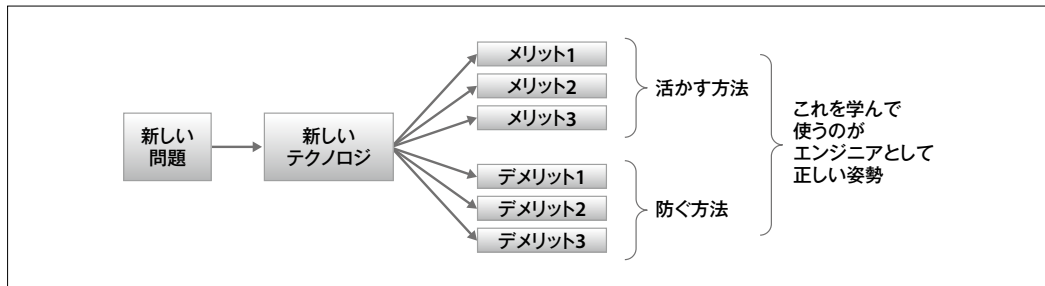 新しい
問題
新しい
テクノロジ
メリット1
メリット2
メリット3
デメリット1
デメリット2
デメリット3
活かす方法
防ぐ方法
これを学んで
使うのが
エンジニアとして
正しい姿勢